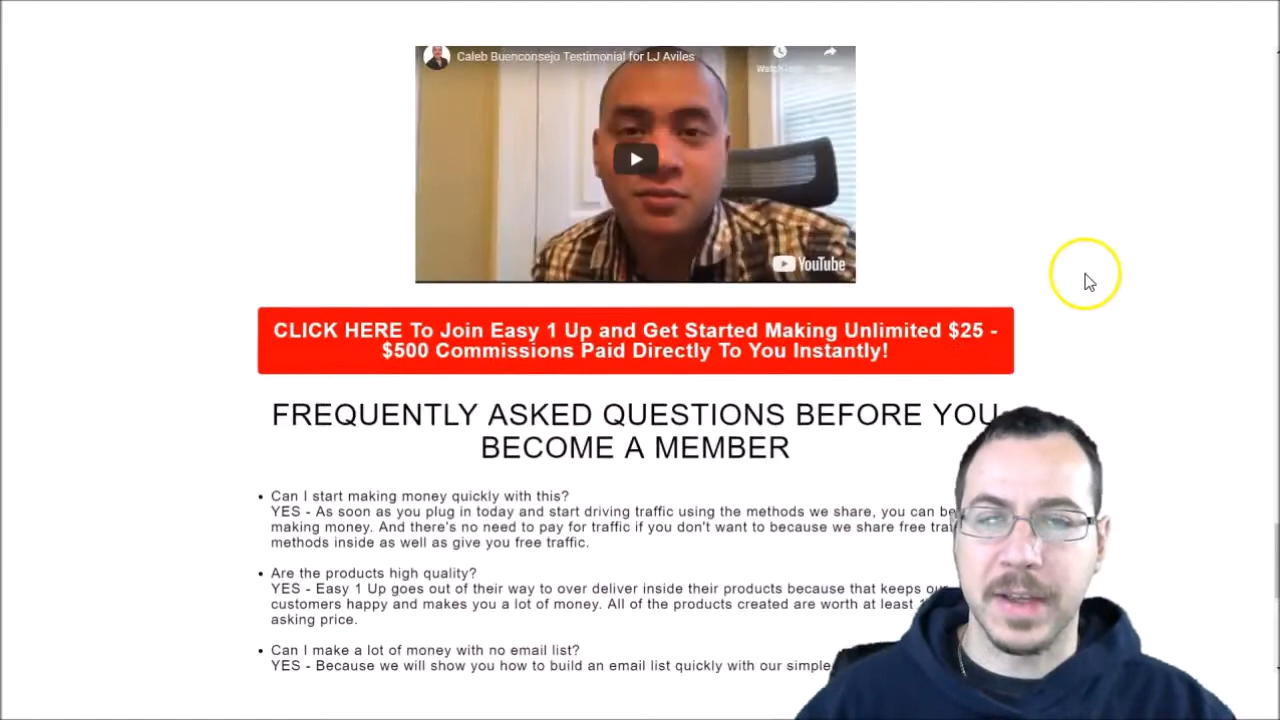 Caleb Buenconsejo Testimonial for LJ Aviles
YouTube
CLICK HERE To Join Easy 1 Up and Get Started Making Unlimited $25 -
$500 Commissions Paid Directly To You Instantly!
FREQUENTLY ASKED QUESTIONS BEFORE YOU
BECOME A MEMBER
• Can I start making money quickly with this?
YES - As soon as you plug in today and start driving traffic using the methods we share, you can be
making money. And there's no need to pay for traffic if you don't want to because we share free
methods inside as well as give you free traffic.
• Are the products high quality?
YES - Easy 1 Up goes out of their way to over deliver inside their products because that keeps
customers happy and makes you a lot of money. All of the products created are worth at least
asking price.
• Can I make a lot of money with no email list?
YES - Because we will show you how to build an email list quickly with our simple